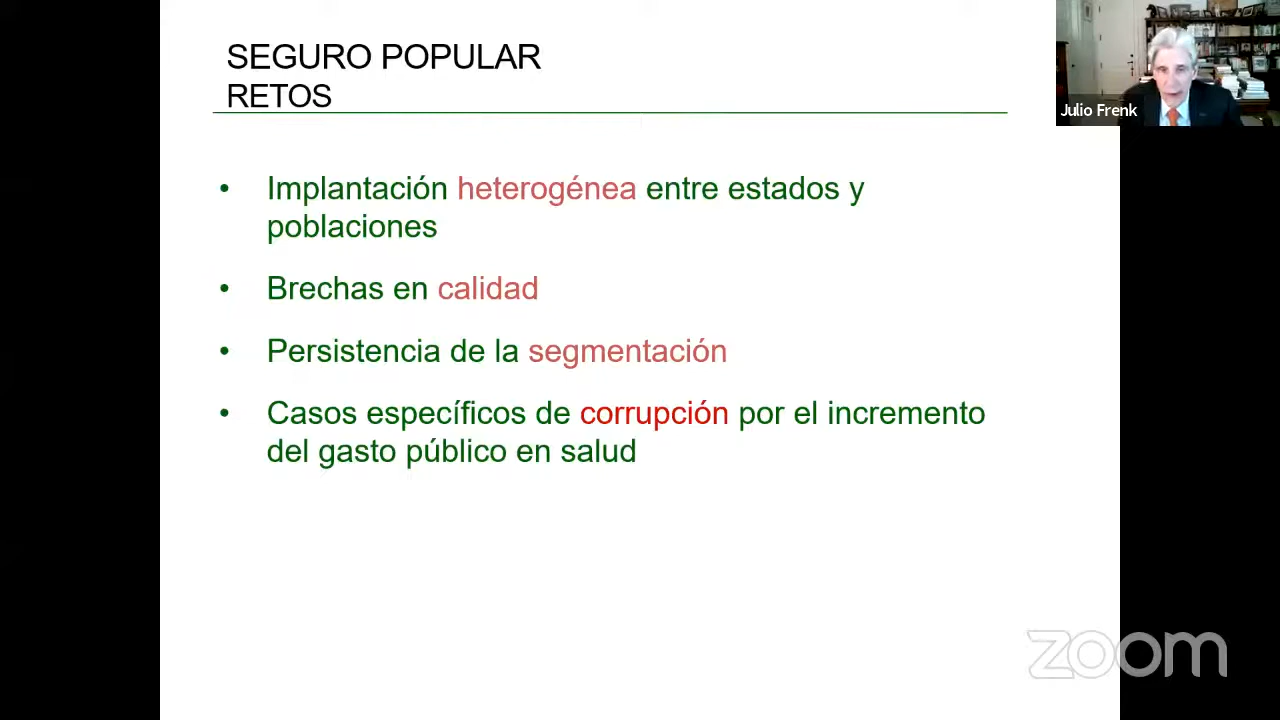 SEGURO POPULAR
RETOS
Julio Frenk
• Implantación heterogénea entre estados y
poblaciones
• Brechas en calidad
• Persistencia de la segmentación
• Casos específicos de corrupción por el incremento
del gasto público en salud
zoom